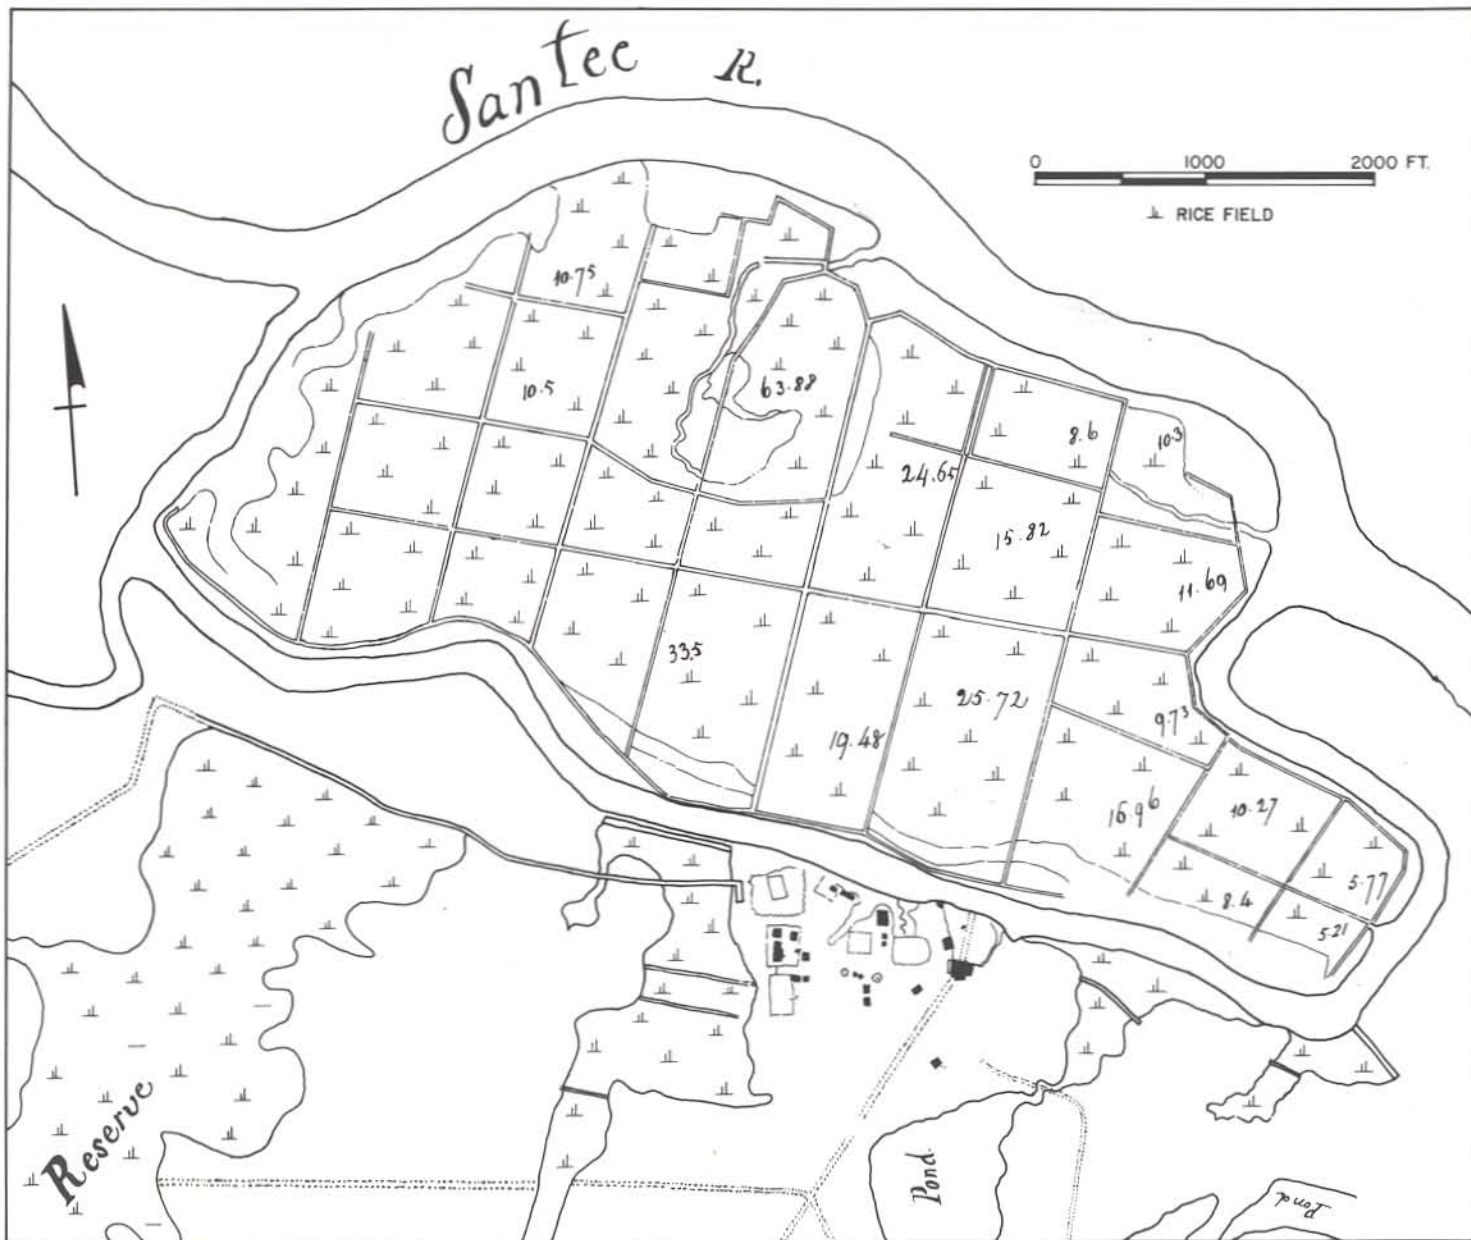 Santee R.
0 1000 2000 FT.
RICE FIELD
10.75
10.5
63.88
8.6
10.3
24.65
15.82
11.69
33.5
25.72
9.73
19.48
16.96
10.27
5.77
8.4
5.21
Reserve
Pond.
Pond.